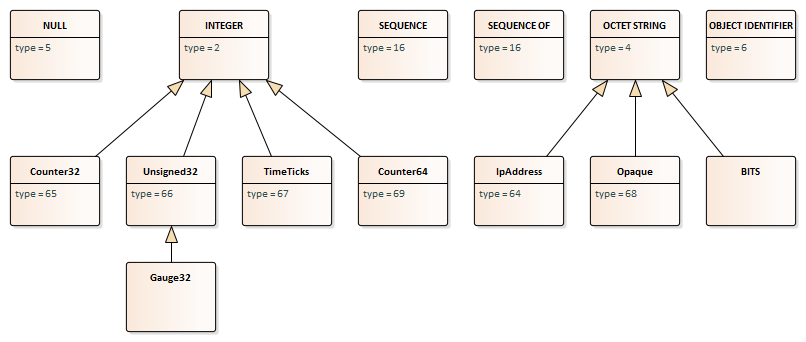 NULL
type = 5
INTEGER
type = 2
SEQUENCE
type = 16
SEQUENCE OF
type = 16
OCTET STRING
type = 4
OBJECT IDENTIFIER
type = 6
Counter32
type = 65
Unsigned32
type = 66
TimeTicks
type = 67
Counter64
type = 69
IpAddress
type = 64
Opaque
type = 68
BITS
Gauge32